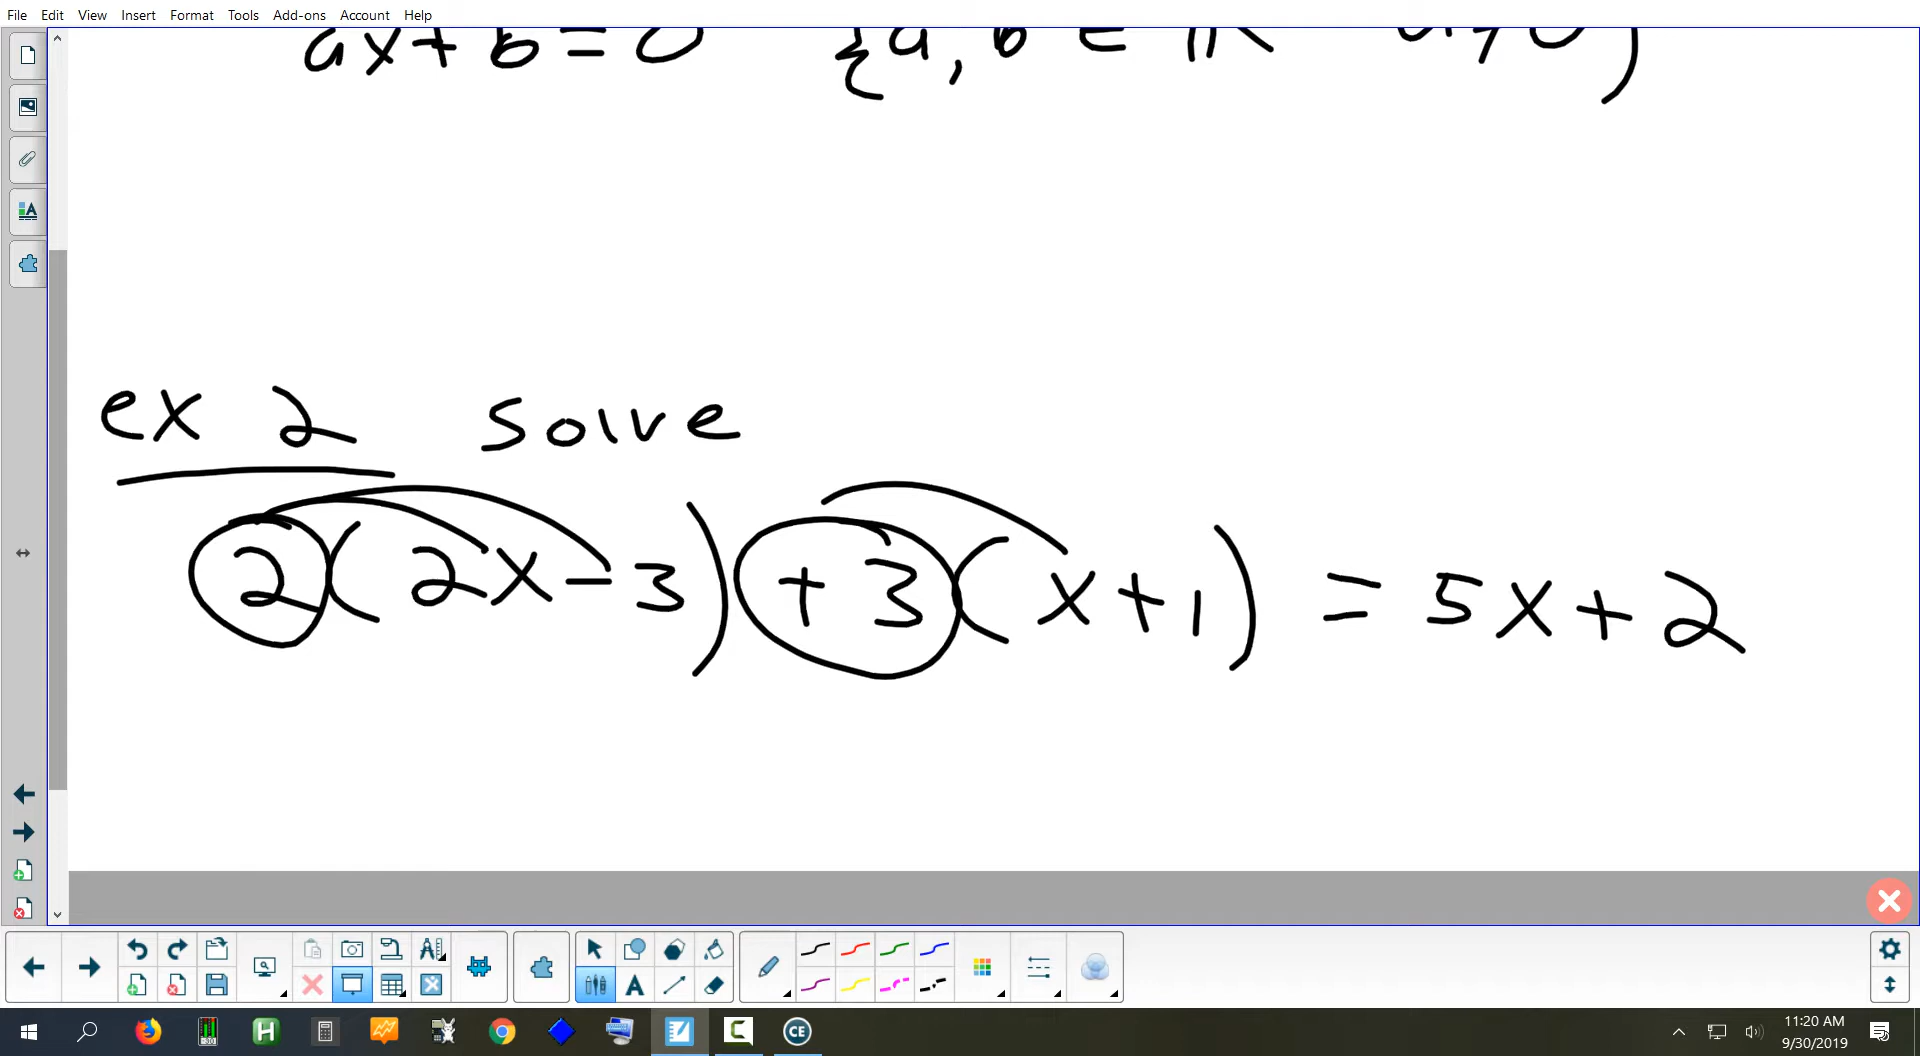 File Edit View Insert Format Tools Add-ons Account Help
ax + b = 0 {a, b ∈ ℝ a ≠ 0}
ex 2 solve
2(2x-3)+3(x+1) = 5x+2
11:20 AM
9/30/2019